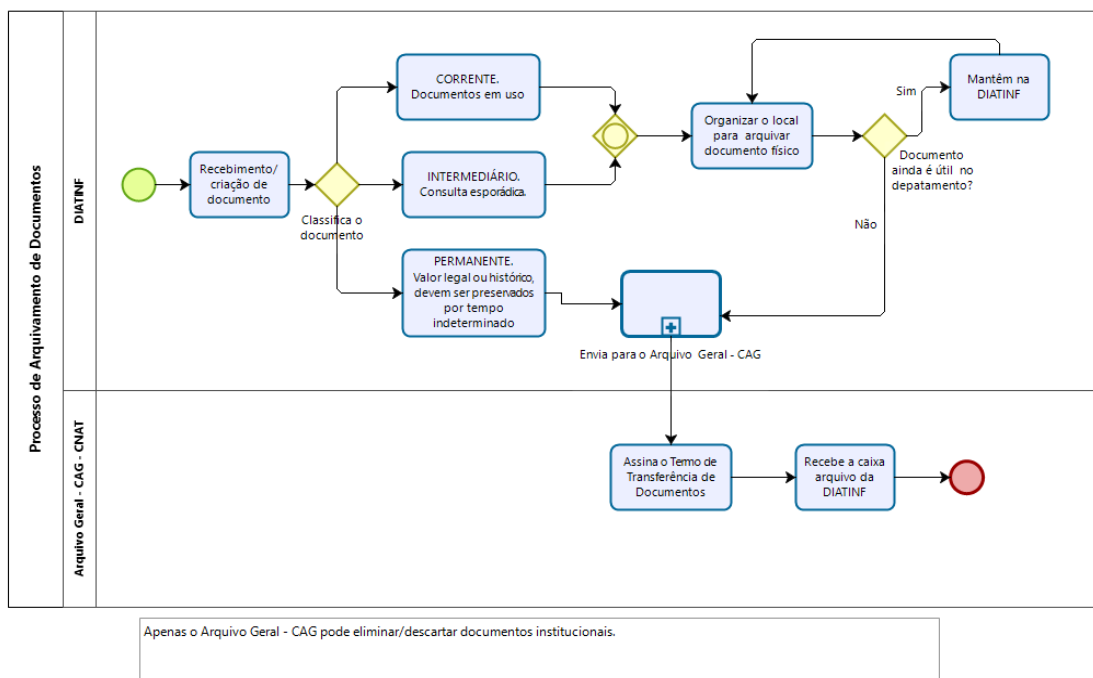 Processo de Arquivamento de Documentos
DIATINF
Recebimento/
criação de
documento
Classifica o
documento
CORRENTE.
Documentos em uso
INTERMEDIÁRIO.
Consulta esporádica.
PERMANENTE.
Valor legal ou histórico,
devem ser preservados
por tempo
indeterminado
Organizar o local
para arquivar
documento físico
Documento
ainda é útil no
depatamento?
Sim
Mantêm na
DIATINF
Não
Envia para o Arquivo Geral - CAG
Arquivo Geral - CAG - CNAT
Assina o Termo de
Transferência de
Documentos
Recebe a caixa
arquivo da
DIATINF
Apenas o Arquivo Geral - CAG pode eliminar/descartar documentos institucionais.